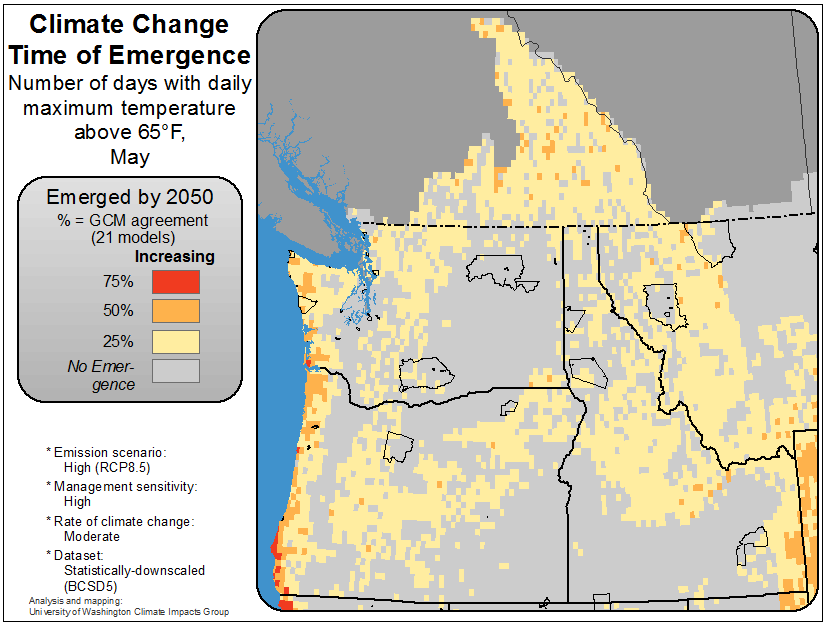 Climate Change
Time of Emergence
Number of days with daily
maximum temperature
above 65°F,
May
Emerged by 2050
% = GCM agreement
(21 models)
Increasing
75%
50%
25%
No Emer-
gence
* Emission scenario:
High (RCP8.5)
* Management sensitivity:
High
* Rate of climate change:
Moderate
* Dataset:
Statistically-downscaled
(BCSD5)
Analysis and mapping:
University of Washington Climate Impacts Group